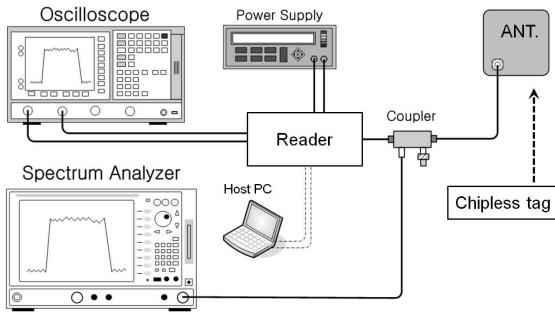 Oscilloscope
Power Supply
ANT.
Coupler
Reader
Spectrum Analyzer
Host PC
Chipless tag